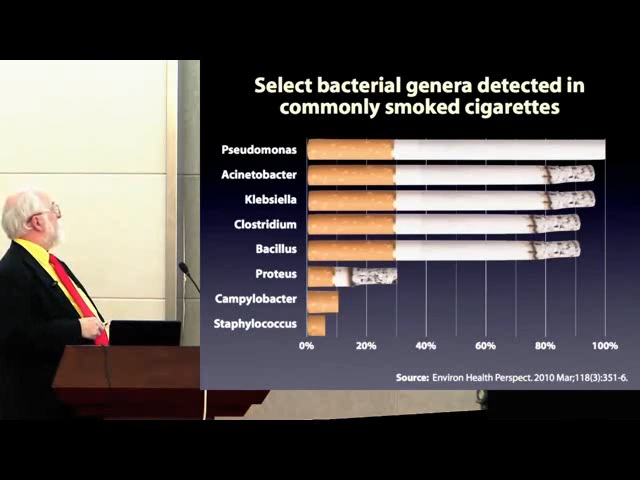 Select bacterial genera detected in
commonly smoked cigarettes
Pseudomonas
Acinetobacter
Klebsiella
Clostridium
Bacillus
Proteus
Campylobacter
Staphylococcus
0% 20% 40% 60% 80% 100%
Source: Environ Health Perspect. 2010 Mar;118(3):351-6.